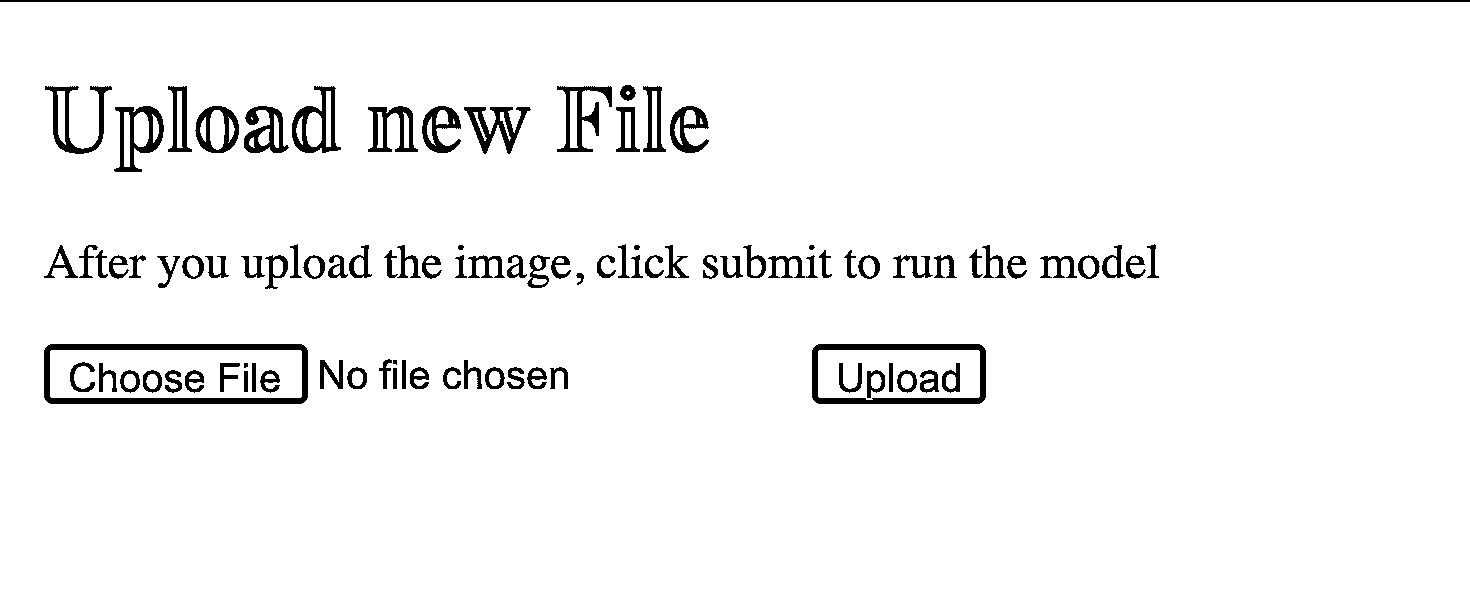 Upload new File
After you upload the image, click submit to run the model
Choose File No file chosen Upload